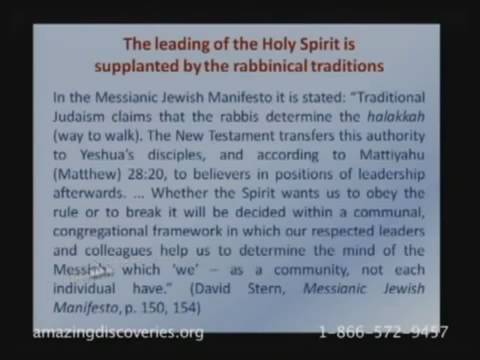 The leading of the Holy Spirit is
supplanted by the rabbinical traditions
In the Messianic Jewish Manifesto it is stated: "Traditional
Judaism claims that the rabbis determine the halakkah
(way to walk). The New Testament transfers this authority
to Yeshua's disciples, and according to Mattiyahu
(Matthew) 28:20, to believers in positions of leadership
afterwards. ... Whether the Spirit wants us to obey the
rule or to break it will be decided within a communal,
congregational framework in which our respected leaders
and colleagues help us to determine the mind of the
which 'we' – as a community, not each
individual have." (David Stern, Messianic Jewish
Manifesto, p. 150, 154)
amazingdiscoveries.org 1-866-572-9457